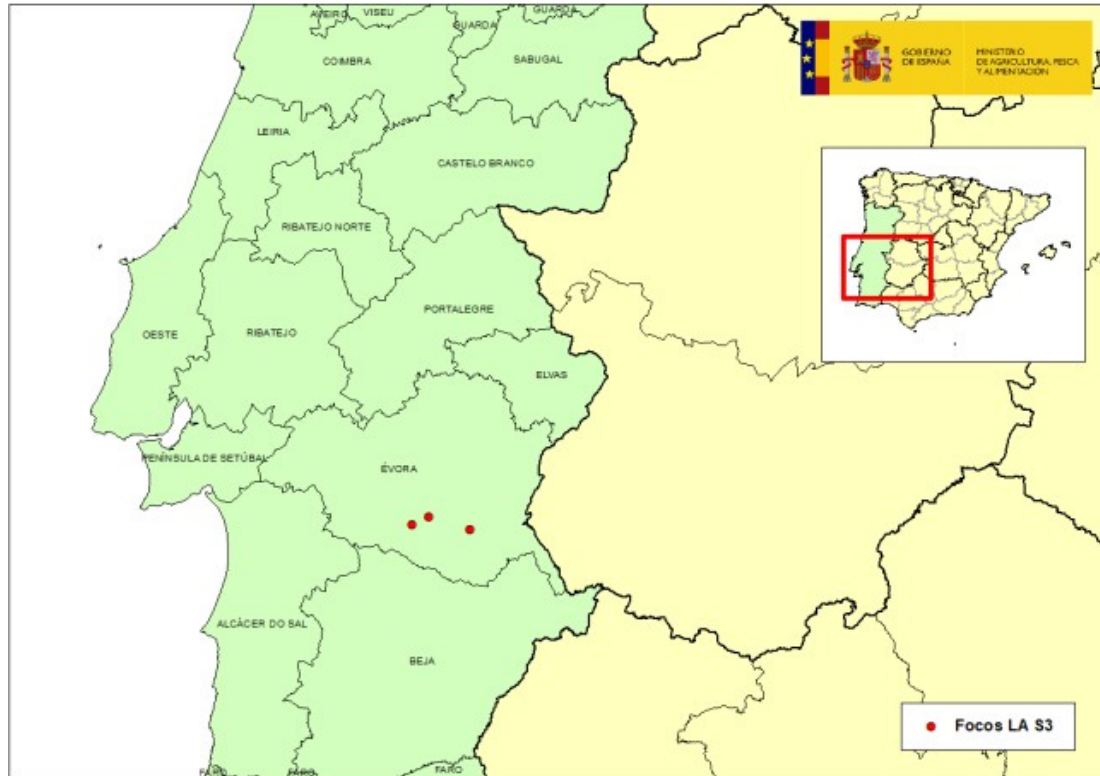 AVEIRO
VISEU
GUARDA
GUARDA
COIMBRA
SABUGAL
GOBIERNO
DE ESPAÑA
MINISTERIO
DE AGRICULTURA, PESCA
Y ALIMENTACIÓN
LEIRIA
CASTELO BRANCO
RIBATEJO NORTE
PORTALEGRE
OESTE
RIBATEJO
ELVAS
PENÍNSULA DE SETÚBAL
ÉVORA
ALCÀCER DO SAL
BEJA
Focos LA S3
FARO
FARO
FARO